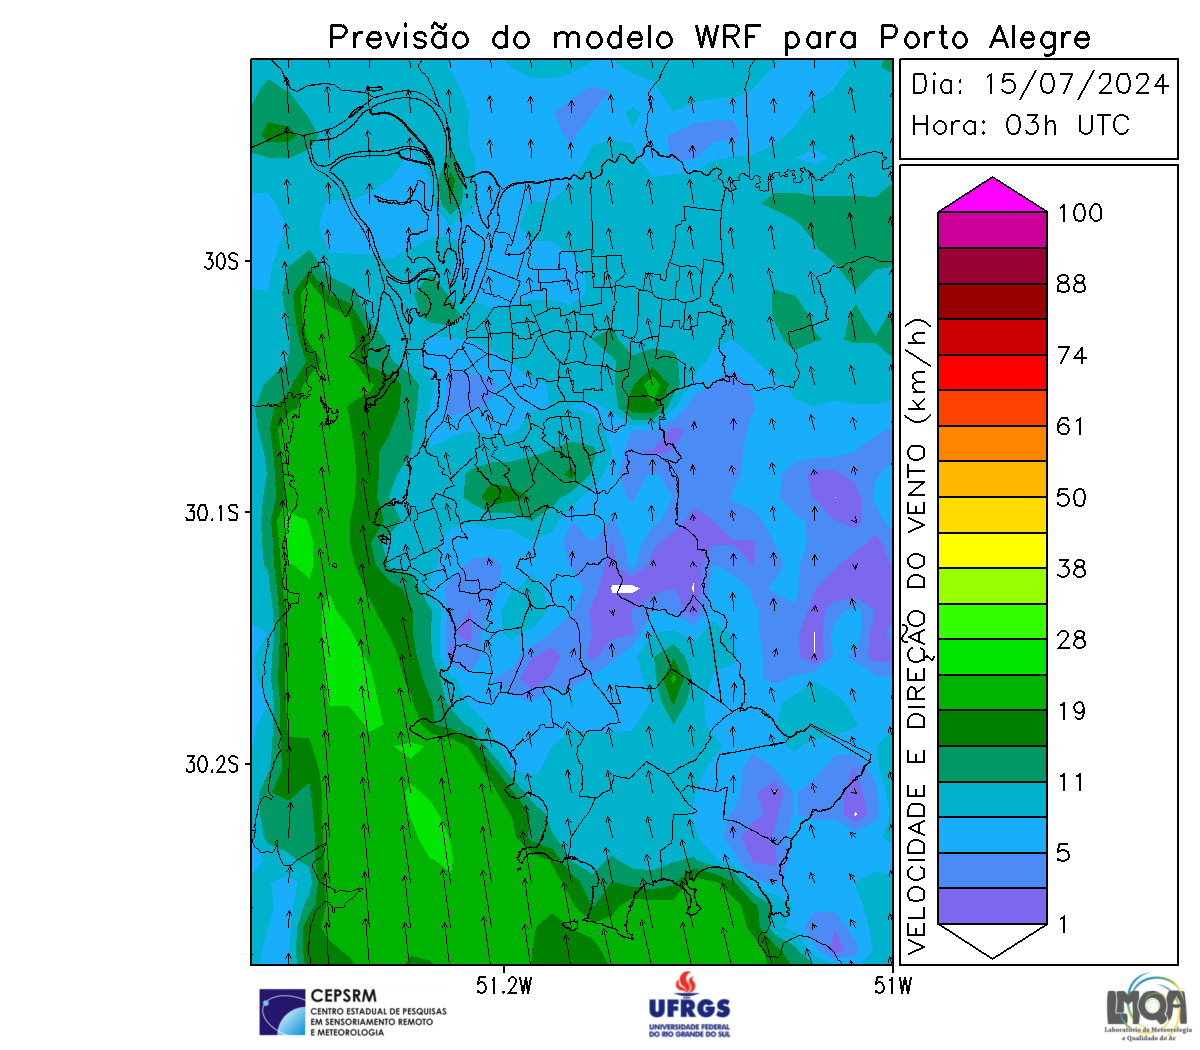 Previsão do modelo WRF para Porto Alegre
Dia: 15/07/2024
Hora: 03h UTC
30S
30.1S
30.2S
51.2W
51W
VELOCIDADE E DIREÇÃO DO VENTO (km/h)
100
88
74
61
50
38
28
19
11
5
1
CEPSRM
CENTRO ESTADUAL DE PESQUISAS
EM SENSORIAMENTO REMOTO
E METEOROLOGIA
UFRGS
UNIVERSIDADE FEDERAL
DO RIO GRANDE DO SUL
LMQA
Laboratório de Meteorologia
e Qualidade do Ar